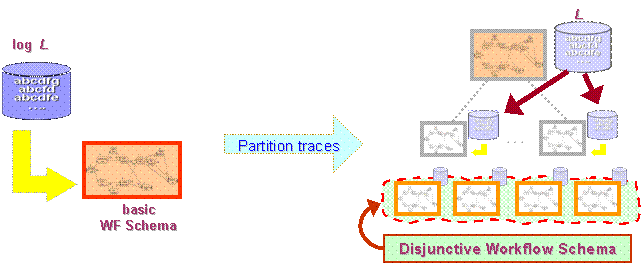 log L
abcdfg
abcfd
abcdfe
....
basic
WF Schema
Partition traces
L
abcdfg
abcfd
abcdfe
....
...
Disjunctive Workflow Schema